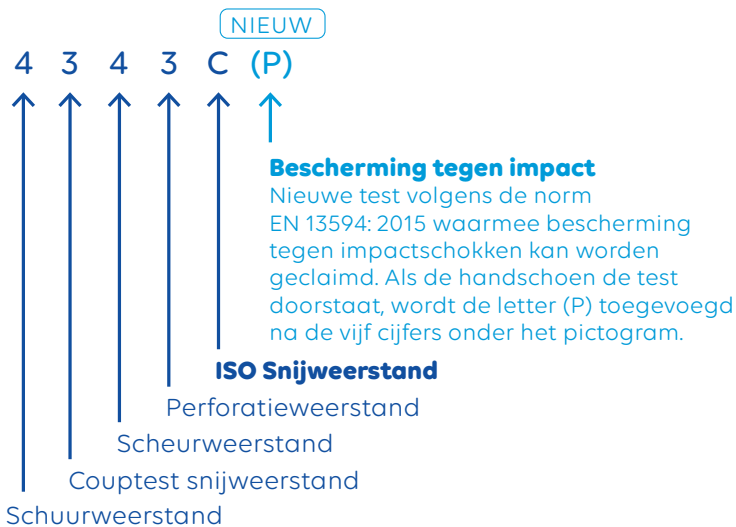 NIEUW
4 3 4 3 C (P)
Bescherming tegen impact
Nieuwe test volgens de norm
EN 13594: 2015 waarmee bescherming
tegen impactschokken kan worden
geclaimd. Als de handschoen de test
doorstaat, wordt de letter (P) toegevoegd
na de vijf cijfers onder het pictogram.
ISO Snijweerstand
Perforatieweerstand
Scheurweerstand
Couptest snijweerstand
Schuurweerstand